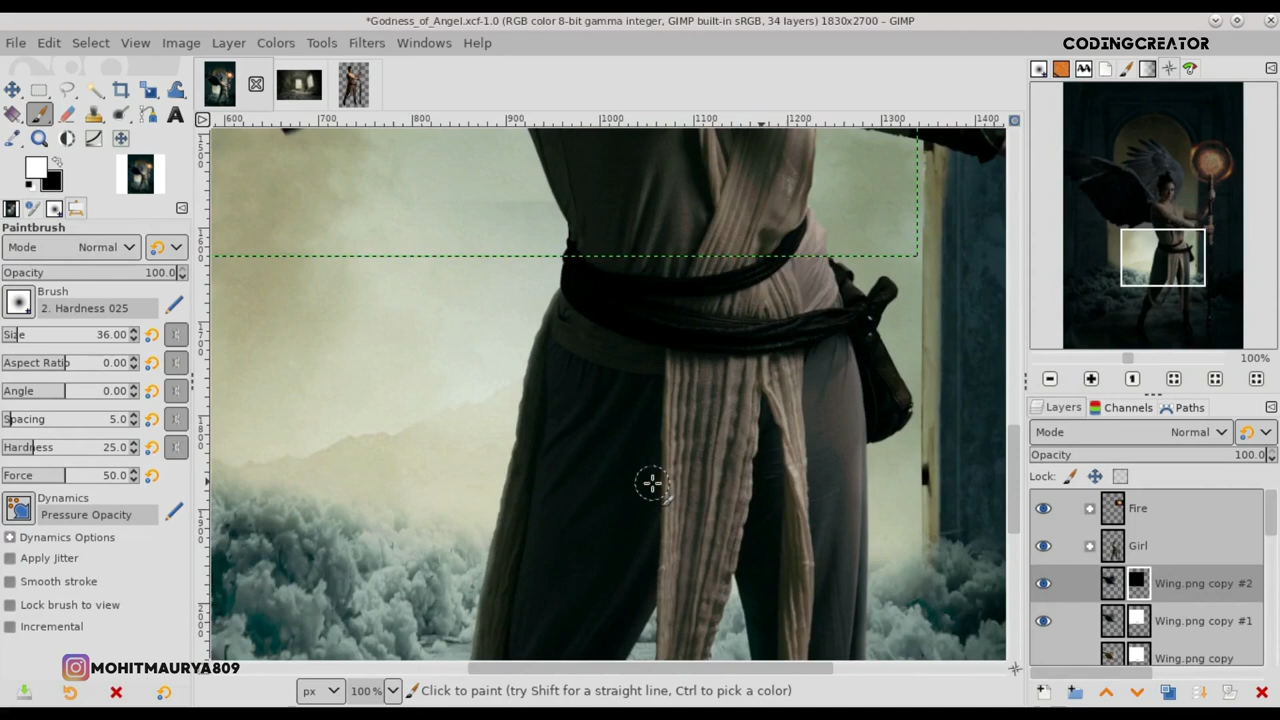 *Godness_of_Angel.xcf-1.0 (RGB color 8-bit gamma integer, GIMP built-in sRGB, 34 layers) 1830x2700 – GIMP
File Edit Select View Image Layer Colors Tools Filters Windows Help
CODINGCREATOR
600 700 800 900 1000 1100 1200 1300 1400
1500
1600
1700
1800
1900
2000
Paintbrush
Mode Normal
Opacity 100.0
Brush
2. Hardness 025
Size 36.00
Aspect Ratio 0.00
Angle 0.00
Spacing 5.0
Hardness 25.0
Force 50.0
Dynamics
Pressure Opacity
Dynamics Options
Apply Jitter
Smooth stroke
Lock brush to view
Incremental
MOHITMAURYA809
px 100 % Click to paint (try Shift for a straight line, Ctrl to pick a color)
100%
Layers Channels Paths
Mode Normal
Opacity 100.0
Lock:
Fire
Girl
Wing.png copy #2
Wing.png copy #1
Wing.png copy